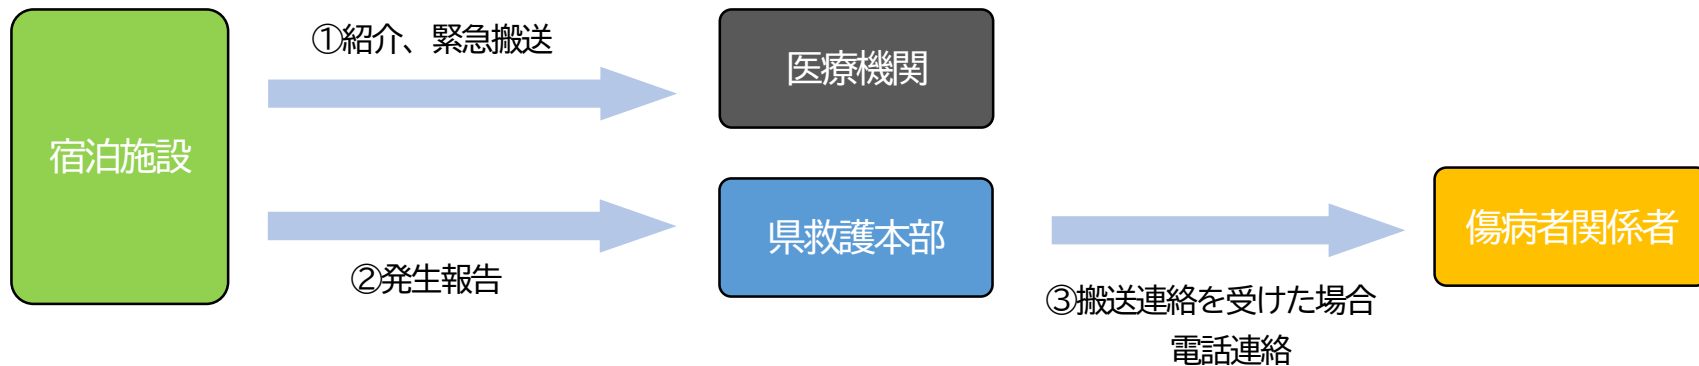 ①紹介、緊急搬送
医療機関
宿泊施設
県救護本部
傷病者関係者
②発生報告
③搬送連絡を受けた場合
電話連絡